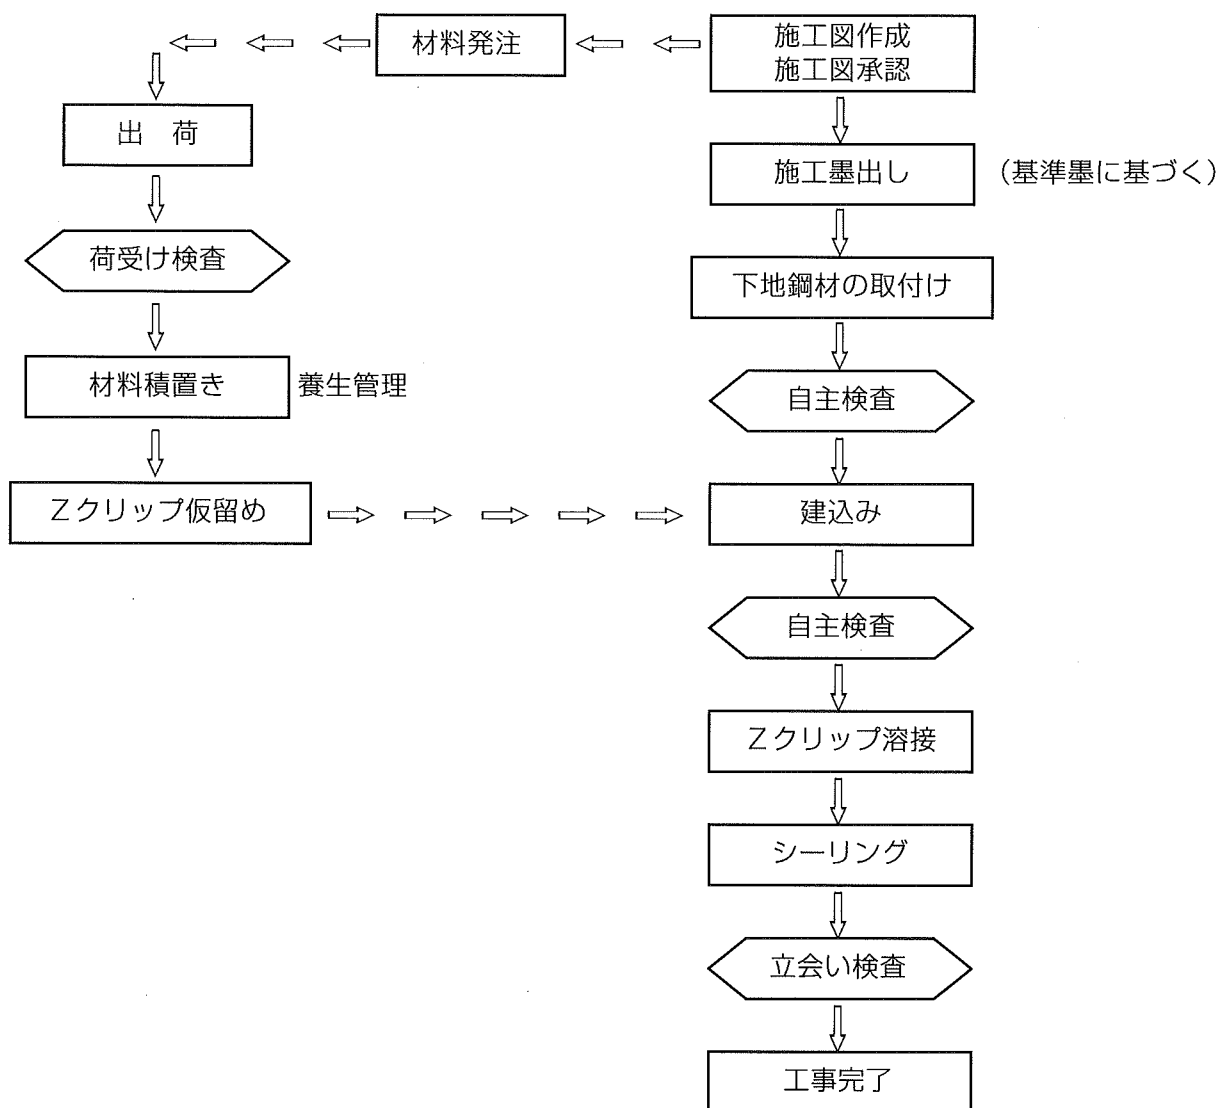 材料発注
施工図作成
施工図承認
出　荷
施工墨出し
（基準墨に基づく）
荷受け検査
下地鋼材の取付け
材料積置き
養生管理
自主検査
Ｚクリップ仮留め
建込み
自主検査
Ｚクリップ溶接
シーリング
立会い検査
工事完了